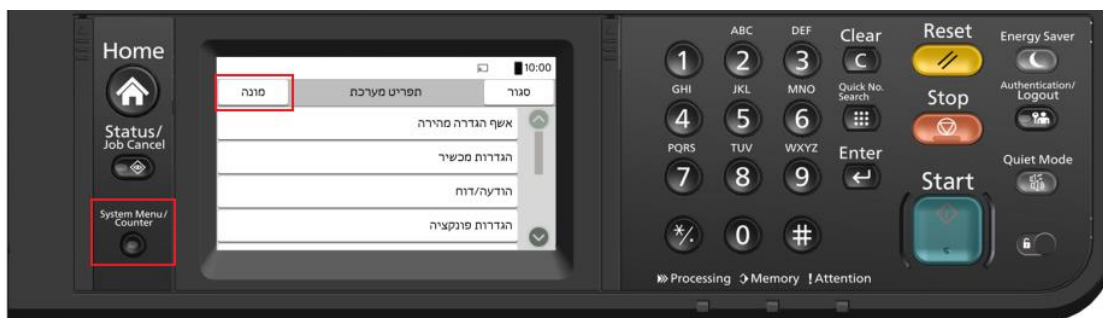 Home
Status/
Job Cancel
System Menu/
Counter
10:00
סגור
תפריט מערכת
מונה
אשף הגדרה מהירה
הגדרות מכשיר
הודעה/דוח
הגדרות פונקציה
ABC
DEF
1
2
3
GHI
JKL
MNO
4
5
6
PQRS
TUV
WXYZ
7
8
9
*/.
0
#
Clear
C
Quick No.
Search
Enter
Reset
Stop
Start
Energy Saver
Authentication/
Logout
Quiet Mode
Processing
Memory
! Attention